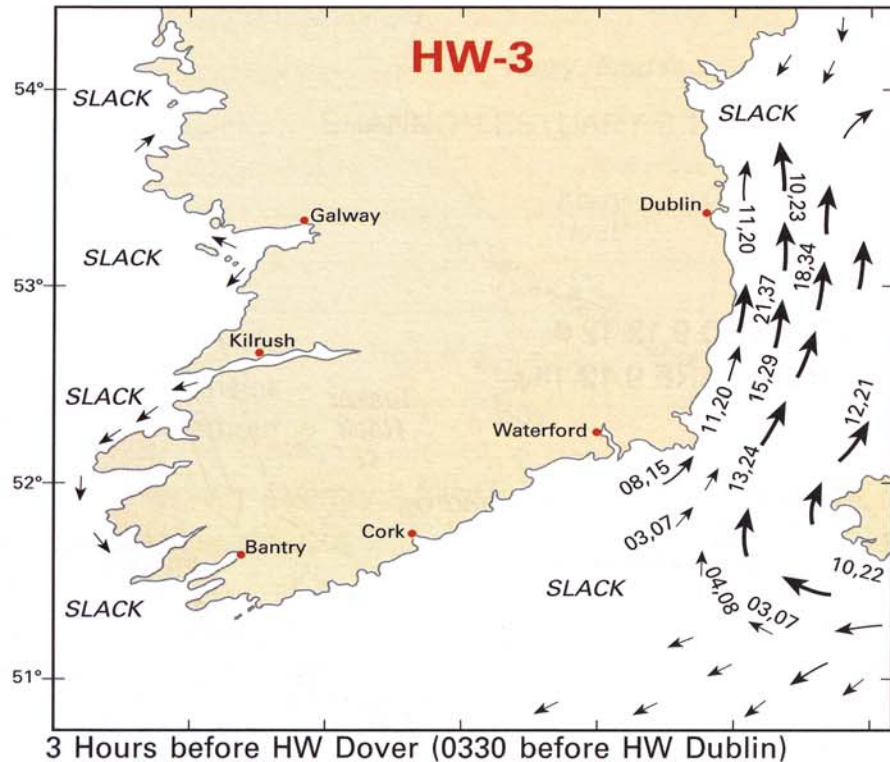 HW-3
54°
SLACK
SLACK
10,23
11,20
Dublin
Galway
18,34
53°
SLACK
21,37
Kilrush
15,29
SLACK
11,20
12,21
Waterford
13,24
52°
08,15
03,07
Cork
Bantry
10,22
SLACK
04,08
03,07
SLACK
51°
3 Hours before HW Dover (0330 before HW Dublin)